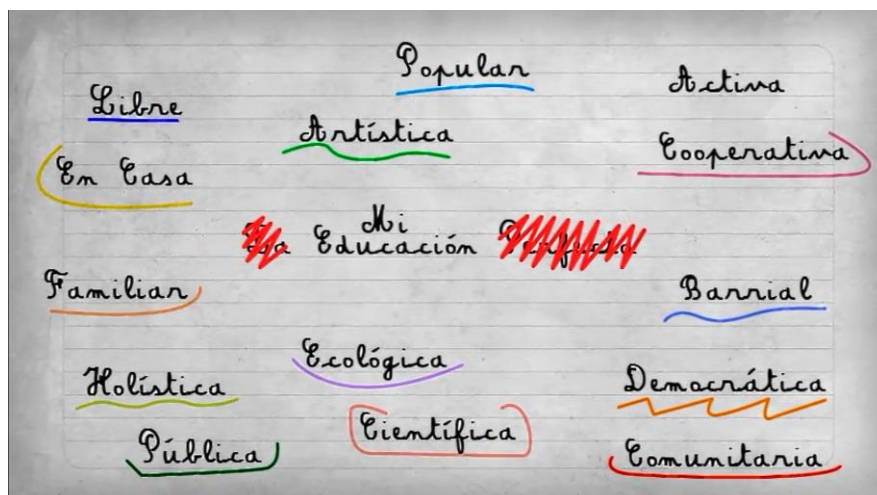 Popular
Activa
Libre
Artística
Cooperativa
En Casa
Mi
Educación
Familiar
Barrial
Ecológica
Holística
Democrática
Científica
Pública
Comunitaria